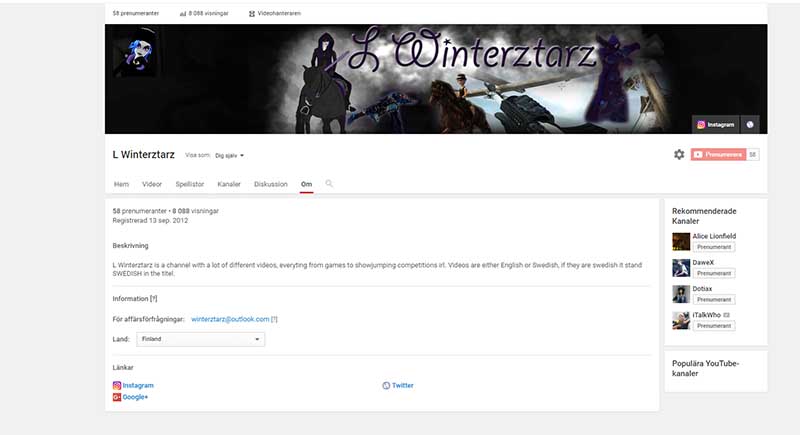 58 prenumeranter 8 088 visningar Videohanteraren
L Winterztarz
Instagram
L Winterztarz Visa som: Dig själv Prenumerera 58
Hem Videor Spellistor Kanaler Diskussion Om
58 prenumeranter • 8 088 visningar
Registrerad 13 sep. 2012
Beskrivning
L Winterztarz is a channel with a lot of different videos, everyting from games to showjumping competitions irl. Videos are either English or Swedish, if they are swedish it stand
SWEDISH in the titel.
Information [?]
För affärsförfrågningar: winterztarz@outlook.com [?]
Land: Finland
Länkar
Instagram Twitter
Google+
Rekommenderade
Kanaler
Alice Lionfield
Prenumerant
DaweX
Prenumerant
Dotiax
Prenumerant
iTalkWho
Prenumerant
Populära YouTube-
kanaler